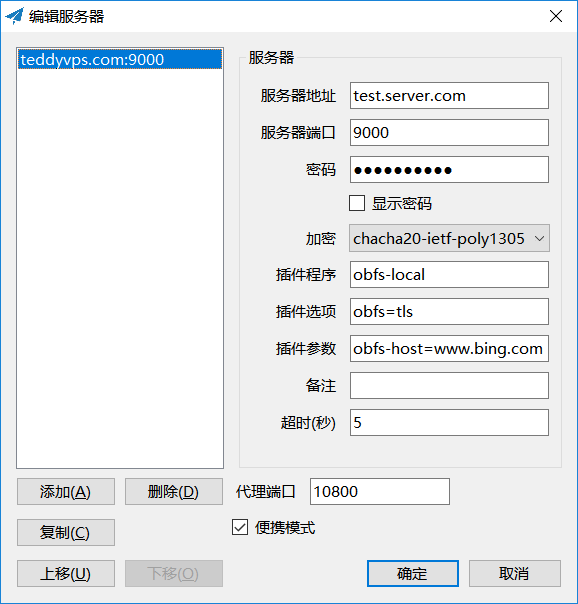 编辑服务器
teddyvps.com:9000
服务器
服务器地址 test.server.com
服务器端口 9000
密码 ●●●●●●●●●●
显示密码
加密 chacha20-ietf-poly1305
插件程序 obfs-local
插件选项 obfs=tls
插件参数 obfs-host=www.bing.com
备注
超时(秒) 5
添加(A) 删除(D) 代理端口 10800
复制(C) 便携模式
上移(U) 下移(O) 确定 取消